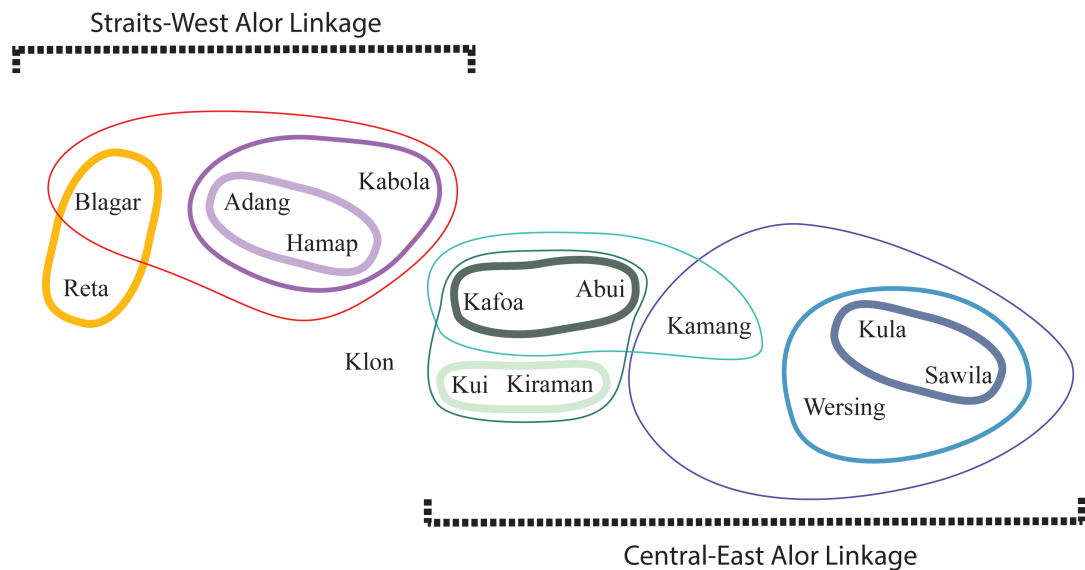 Straits-West Alor Linkage
Kabola
Blagar
Adang
Hamap
Reta
Abui
Kafoa
Kamang
Kula
Klon
Kui Kiraman
Sawila
Wersing
Central-East Alor Linkage